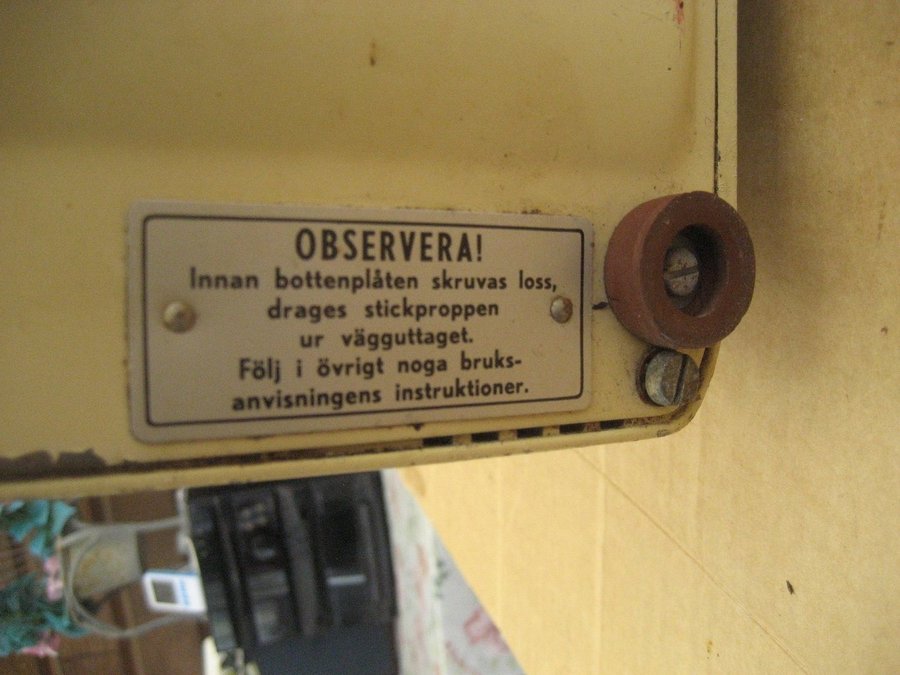 OBSERVERA!
Innan bottenplåten skruvas loss,
drages stickproppen
ur vägguttaget.
Följ i övrigt noga bruks-
anvisningens instruktioner.